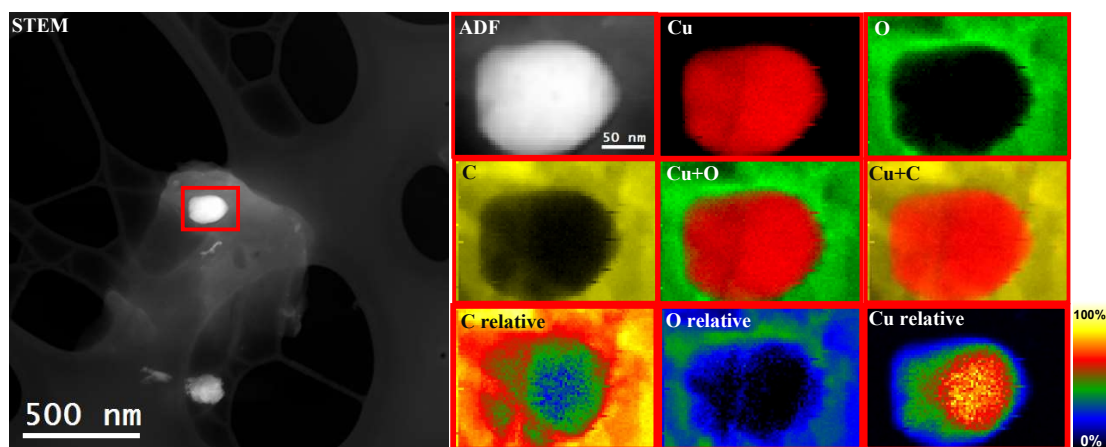 STEM
500 nm
ADF
50 nm
Cu
O
C
Cu+O
Cu+C
C relative
O relative
Cu relative
100%
0%